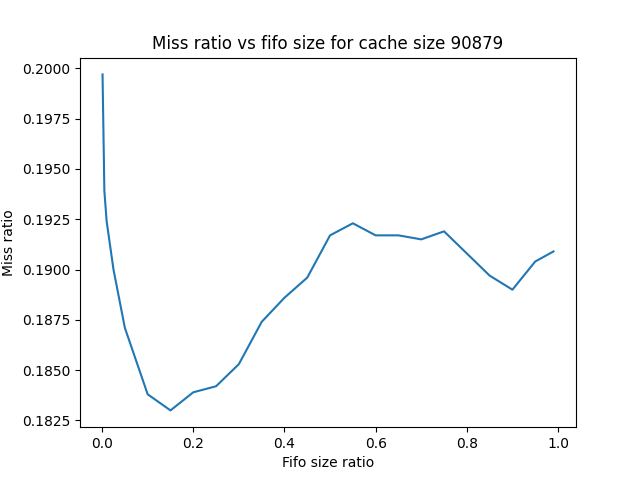 Miss ratio vs fifo size for cache size 90879
0.2000
0.1975
0.1950
0.1925
0.1900
0.1875
0.1850
0.1825
Miss ratio
0.0 0.2 0.4 0.6 0.8 1.0
Fifo size ratio